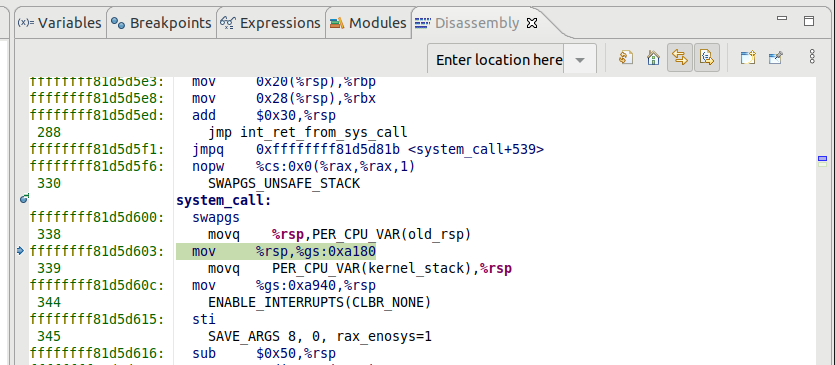 (x)= Variables Breakpoints Expressions Modules Disassembly
Enter location here
ffffffff81d5d5e3: mov 0x20(%rsp),%rbp
ffffffff81d5d5e8: mov 0x28(%rsp),%rbx
ffffffff81d5d5ed: add $0x30,%rsp
288 jmp int_ret_from_sys_call
ffffffff81d5d5f1: jmpq 0xffffffff81d5d81b <system_call+539>
ffffffff81d5d5f6: nopw %cs:0x0(%rax,%rax,1)
330 SWAPGS_UNSAFE_STACK
system_call:
ffffffff81d5d600: swapgs
338 movq %rsp,PER_CPU_VAR(old_rsp)
ffffffff81d5d603: mov %rsp,%gs:0xa180
339 movq PER_CPU_VAR(kernel_stack),%rsp
ffffffff81d5d60c: mov %gs:0xa940,%rsp
344 ENABLE_INTERRUPTS(CLBR_NONE)
ffffffff81d5d615: sti
345 SAVE_ARGS 8, 0, rax_enosys=1
ffffffff81d5d616: sub $0x50,%rsp